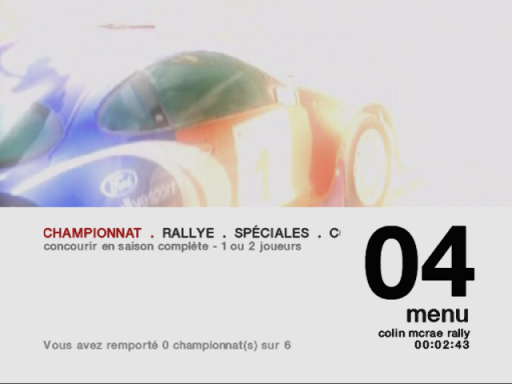 Ford
CHAMPIONNAT . RALLYE . SPÉCIALES . C
concourir en saison complète - 1 ou 2 joueurs
04
menu
colin mcrae rally
00:02:43
Vous avez remporté 0 championnat(s) sur 6